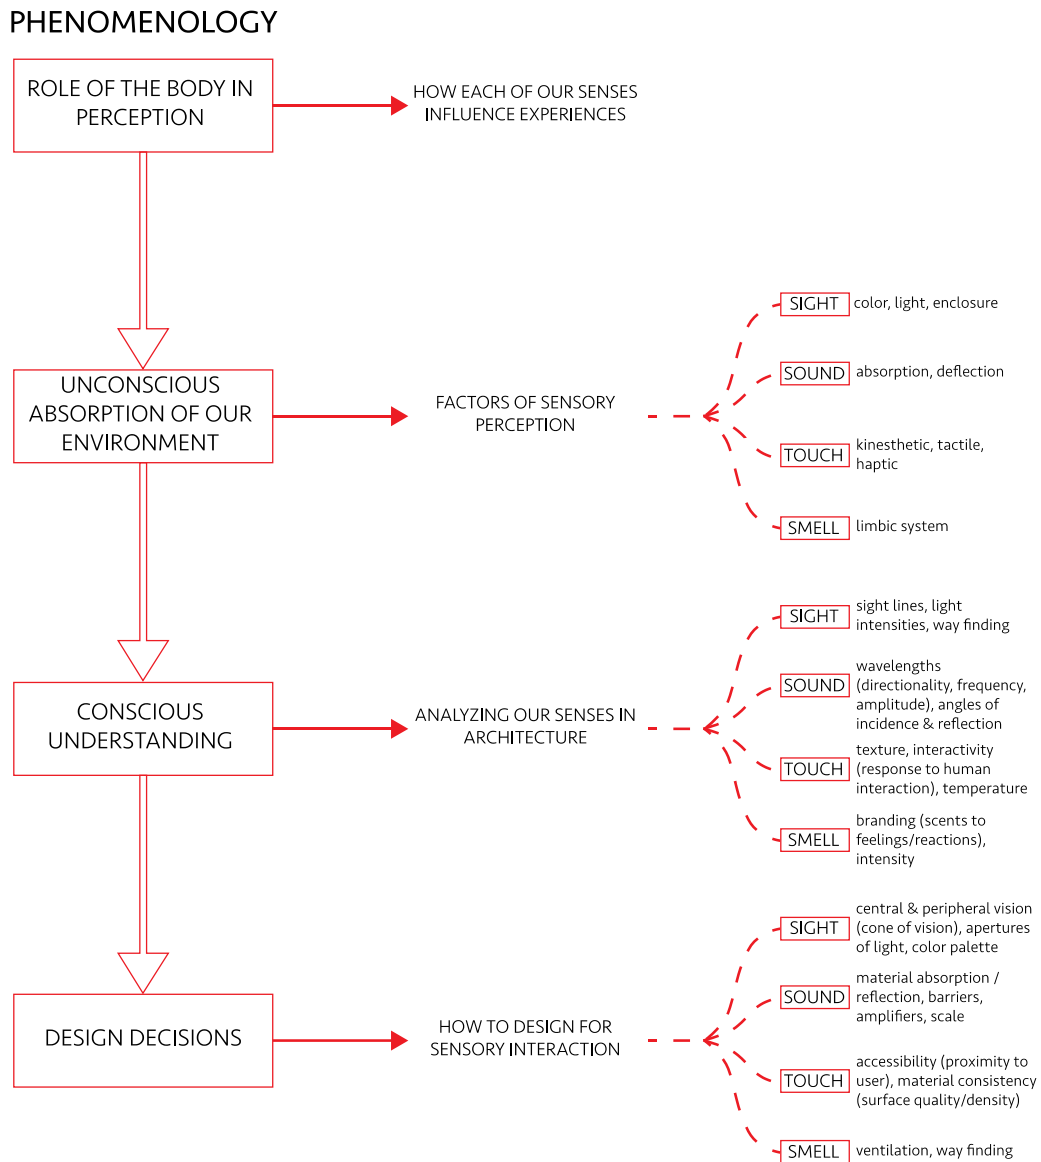 PHENOMENOLOGY
ROLE OF THE BODY IN
PERCEPTION
HOW EACH OF OUR SENSES
INFLUENCE EXPERIENCES
UNCONSCIOUS
ABSORPTION OF OUR
ENVIRONMENT
FACTORS OF SENSORY
PERCEPTION
SIGHT
color, light, enclosure
SOUND
absorption, deflection
TOUCH
kinesthetic, tactile,
haptic
SMELL
limbic system
CONSCIOUS
UNDERSTANDING
ANALYZING OUR SENSES IN
ARCHITECTURE
SIGHT
sight lines, light
intensities, way finding
SOUND
wavelengths
(directionality, frequency,
amplitude), angles of
incidence & reflection
TOUCH
texture, interactivity
(response to human
interaction), temperature
SMELL
branding (scents to
feelings/reactions),
intensity
DESIGN DECISIONS
HOW TO DESIGN FOR
SENSORY INTERACTION
SIGHT
central & peripheral vision
(cone of vision), apertures
of light, color palette
SOUND
material absorption /
reflection, barriers,
amplifiers, scale
TOUCH
accessibility (proximity to
user), material consistency
(surface quality/density)
SMELL
ventilation, way finding